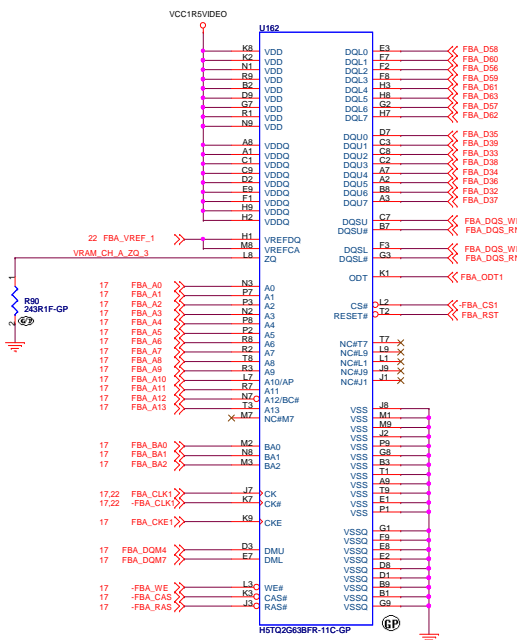 VCC1R5VIDEO
U162
K8 VDD DQL0 E3 FBA_D58
K2 VDD DQL1 F7 FBA_D60
N1 VDD DQL2 F2 FBA_D56
R9 VDD DQL3 F8 FBA_D59
B2 VDD DQL4 H3 FBA_D61
D9 VDD DQL5 H8 FBA_D63
G7 VDD DQL6 G2 FBA_D57
R1 VDD DQL7 H7 FBA_D62
N9 VDD
DQU0 D7 FBA_D35
A8 VDDQ DQU1 C3 FBA_D39
A1 VDDQ DQU2 C8 FBA_D33
C1 VDDQ DQU3 C2 FBA_D38
C9 VDDQ DQU4 A7 FBA_D34
D2 VDDQ DQU5 A2 FBA_D36
E9 VDDQ DQU6 B8 FBA_D32
F1 VDDQ DQU7 A3 FBA_D37
H9 VDDQ
H2 VDDQ DQSU C7 FBA_DQS_W
DQSU# B7 FBA_DQS_RN
22 FBA_VREF_1 H1 VREFDQ
M8 VREFCA DQSL F3 FBA_DQS_W
VRAM_CH_A_ZQ_3 L8 ZQ DQSL# G3 FBA_DQS_RN
ODT K1 FBA_ODT1
1
R90
243R1F-GP
2 GP
17 FBA_A0 N3 A0
17 FBA_A1 P7 A1
17 FBA_A2 P3 A2 CS# L2 -FBA_CS1
17 FBA_A3 N2 A3 RESET# T2 FBA_RST
17 FBA_A4 P8 A4
17 FBA_A5 P2 A5
17 FBA_A6 R8 A6 NC#T7 T7
17 FBA_A7 R2 A7 NC#L9 L9
17 FBA_A8 T8 A8 NC#L1 L1
17 FBA_A9 R3 A9 NC#J9 J9
17 FBA_A10 L7 A10/AP NC#J1 J1
17 FBA_A11 R7 A11
17 FBA_A12 N7 A12/BC#
17 FBA_A13 T3 A13
M7 NC#M7
VSS J8
VSS M1
VSS M9
VSS J2
17 FBA_BA0 M2 BA0 VSS P9
17 FBA_BA1 N8 BA1 VSS G8
17 FBA_BA2 M3 BA2 VSS B3
VSS T1
VSS A9
17,22 FBA_CLK1 J7 CK VSS T9
17,22 -FBA_CLK1 K7 CK# VSS E1
VSS P1
17 FBA_CKE1 K9 CKE
VSSQ G1
VSSQ F9
17 FBA_DQM4 D3 DMU VSSQ E8
17 FBA_DQM7 E7 DML VSSQ E2
VSSQ D8
VSSQ D1
17 -FBA_WE L3 WE# VSSQ B9
17 -FBA_CAS K3 CAS# VSSQ B1
17 -FBA_RAS J3 RAS# VSSQ G9
H5TQ2G63BFR-11C-GP GP